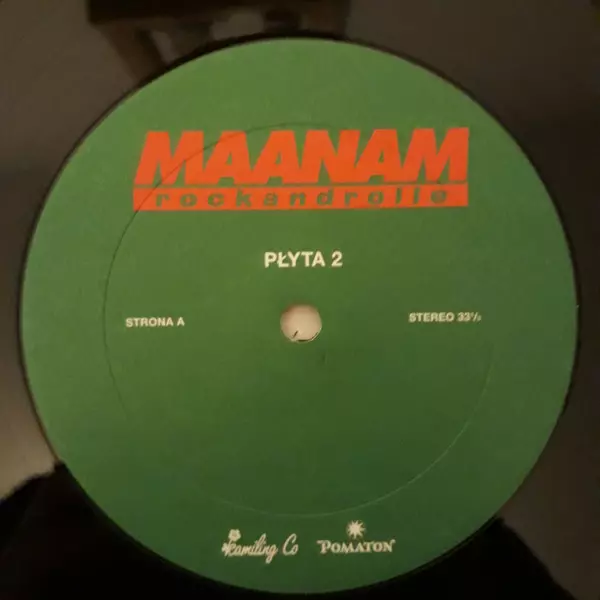 MAANAM
rockandrolle
PŁYTA 2
STRONA A
STEREO 33⅓
Kamiling Co
POMATON